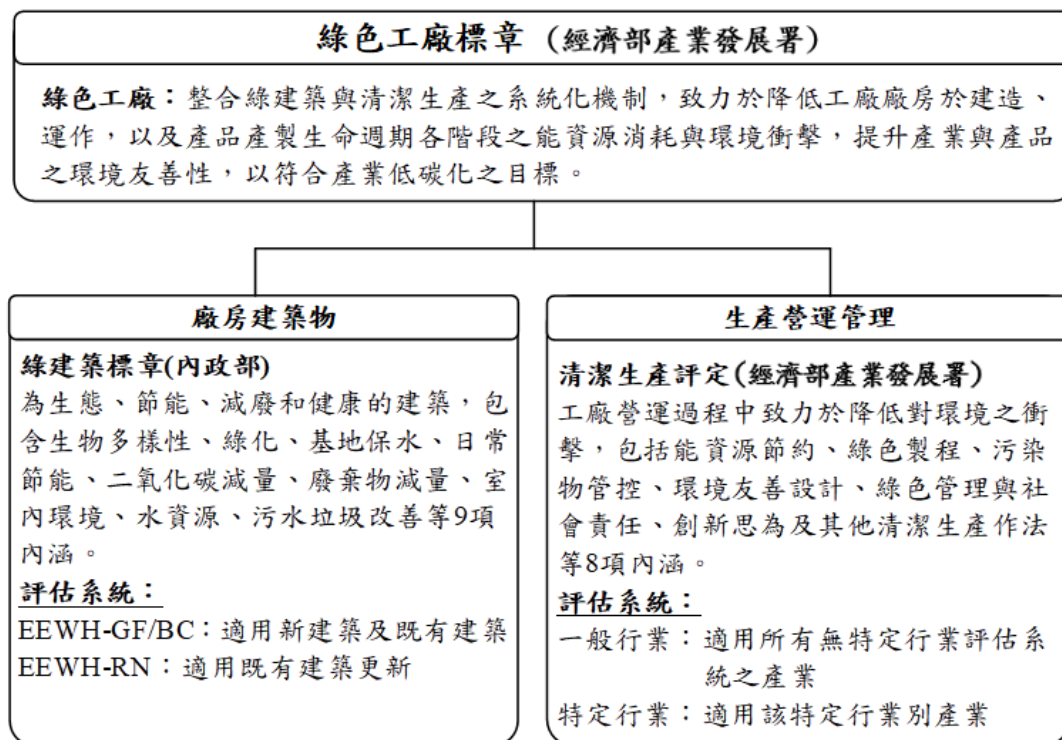 綠色工廠標章 (經濟部產業發展署)
綠色工廠：整合綠建築與清潔生產之系統化機制，致力於降低工廠廠房於建造、
運作，以及產品產製生命週期各階段之能資源消耗與環境衝擊，提升產業與產品
之環境友善性，以符合產業低碳化之目標。
廠房建築物
綠建築標章(內政部)
為生態、節能、減廢和健康的建築，包
含生物多樣性、綠化、基地保水、日常
節能、二氧化碳減量、廢棄物減量、室
內環境、水資源、污水垃圾改善等9項
內涵。
評估系統：
EEWH-GF/BC：適用新建築及既有建築
EEWH-RN：適用既有建築更新
生產營運管理
清潔生產評定(經濟部產業發展署)
工廠營運過程中致力於降低對環境之衝
擊，包括能資源節約、綠色製程、污染
物管控、環境友善設計、綠色管理與社
會責任、創新思為及其他清潔生產作法
等8項內涵。
評估系統：
一般行業：適用所有無特定行業評估系
統之產業
特定行業：適用該特定行業別產業